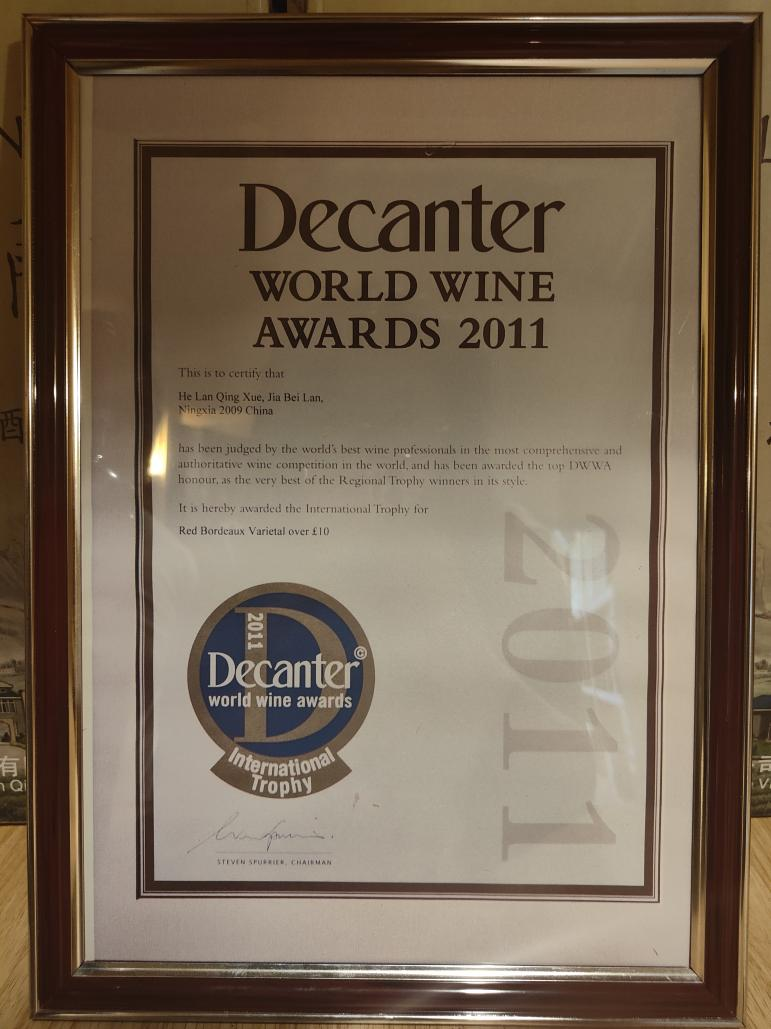 Decanter
WORLD WINE
AWARDS 2011
This is to certify that
He Lan Qing Xue, Jia Bei Lan,
Ningxia 2009 China
has been judged by the world's best wine professionals in the most comprehensive and
authoritative wine competition in the world, and has been awarded the top DWWA
honour, as the very best of the Regional Trophy winners in its style.
It is hereby awarded the International Trophy for
Red Bordeaux Varietal over £10
2011
2011
Decanter©
world wine awards
International
Trophy
STEVEN SPURRIER, CHAIRMAN
酒
有
司